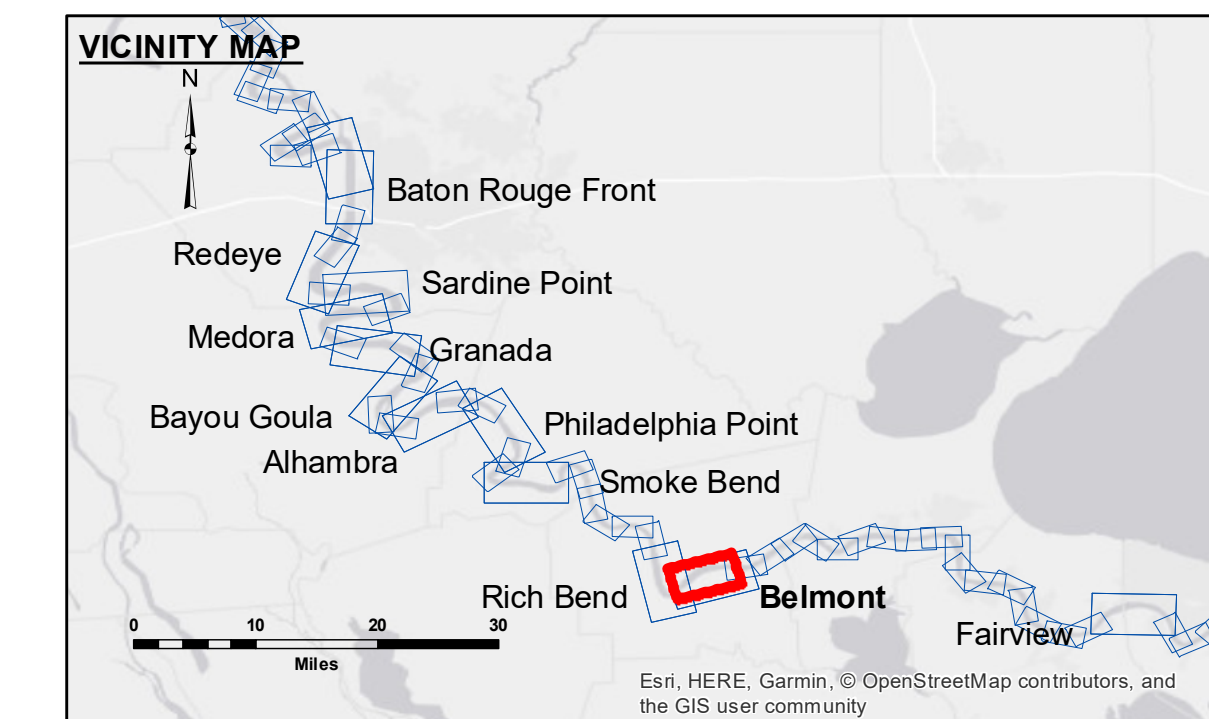 VICINITY MAP
N
Baton Rouge Front
Redeye
Sardine Point
Medora
Granada
Bayou Goula
Philadelphia Point
Alhambra
Smoke Bend
Rich Bend
Belmont
Fairview
0 10 20 30
Miles
Esri, HERE, Garmin, © OpenStreetMap contributors, and
the GIS user community